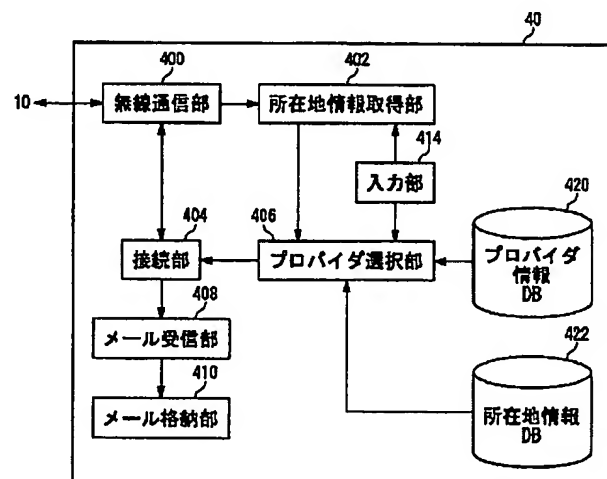 40
400
402
10
無線通信部
所在地情報取得部
414
入力部
404
406
420
接続部
プロバイダ選択部
プロバイダ
情報
DB
408
メール受信部
410
メール格納部
422
所在地情報
DB